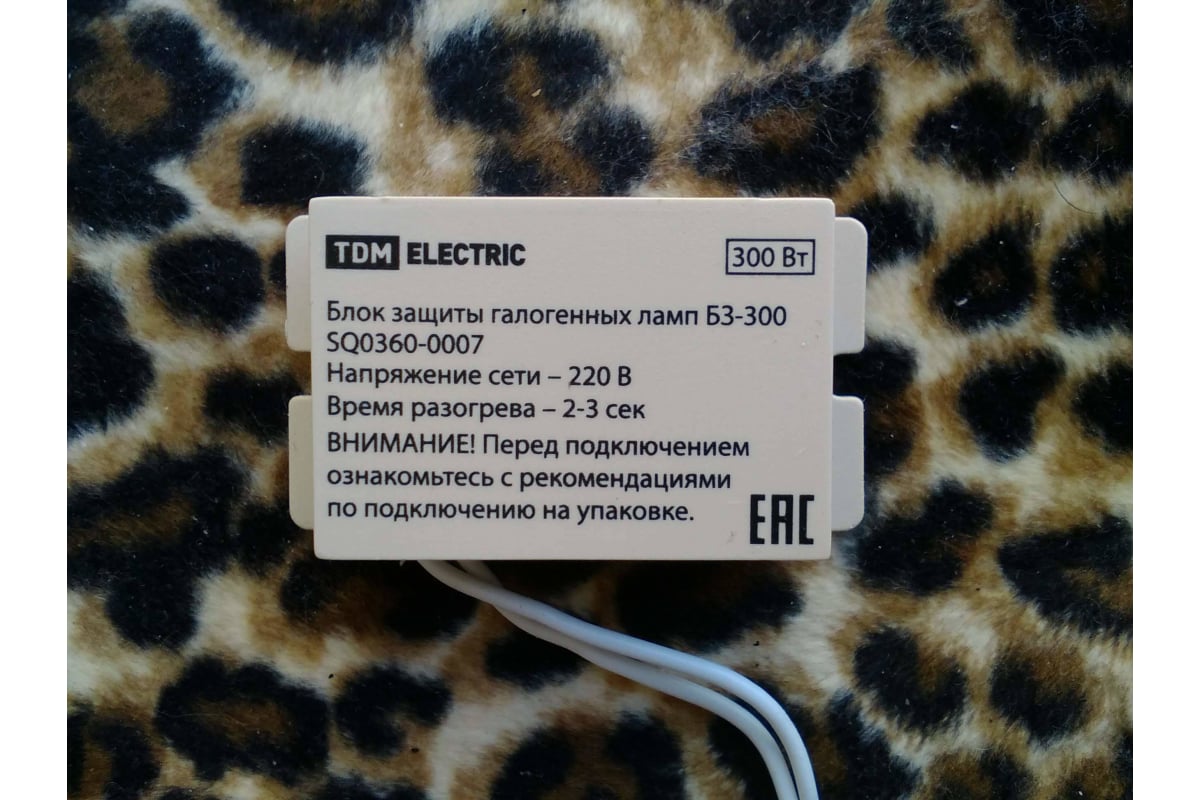 TDM ELECTRIC
300 Вт
Блок защиты галогенных ламп БЗ-300
SQ0360-0007
Напряжение сети – 220 В
Время разогрева – 2-3 сек
ВНИМАНИЕ! Перед подключением
ознакомьтесь с рекомендациями
по подключению на упаковке.
EAC